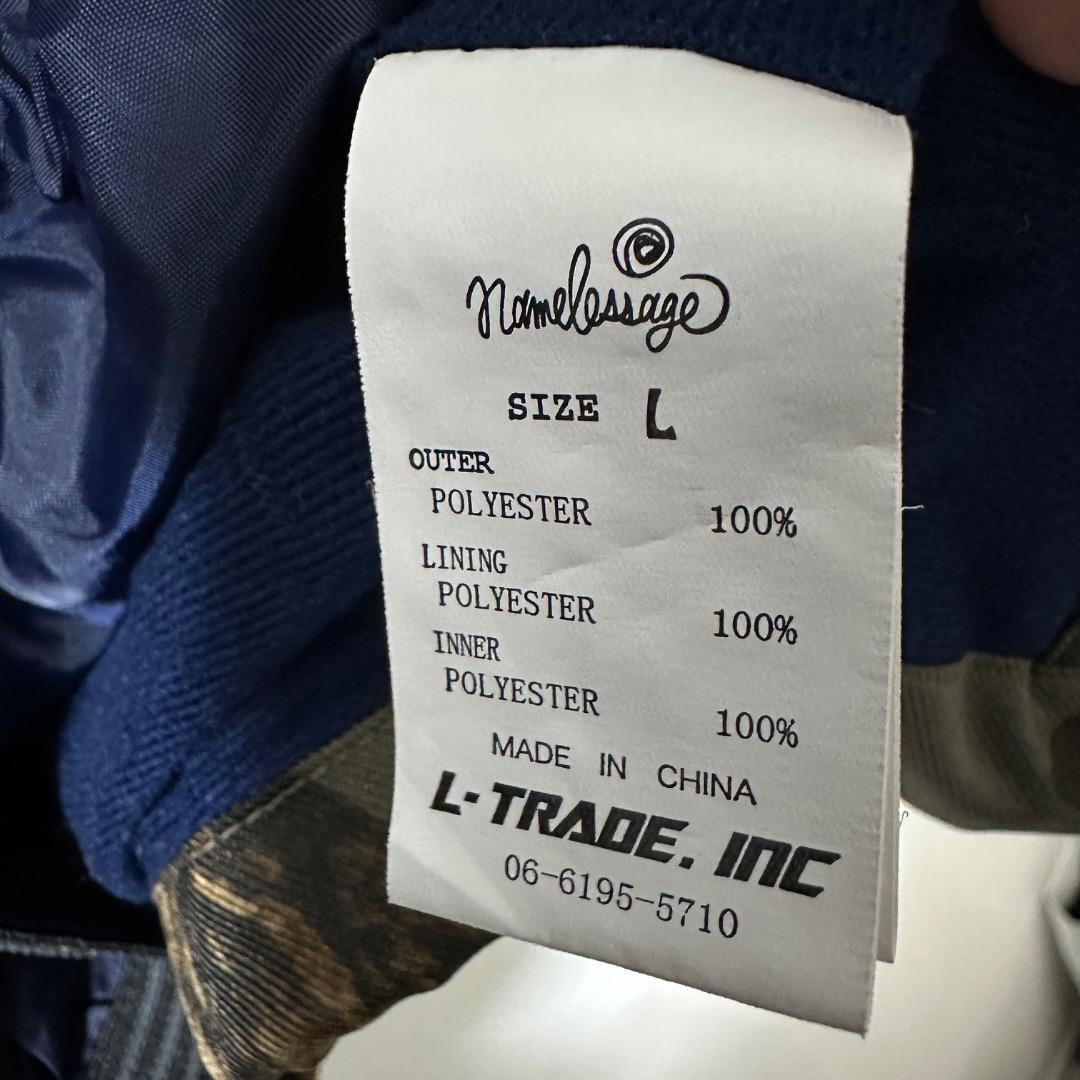 namelessage
SIZE L
OUTER
POLYESTER 100%
LINING
POLYESTER 100%
INNER
POLYESTER 100%
MADE IN CHINA
L-TRADE. INC
06-6195-5710